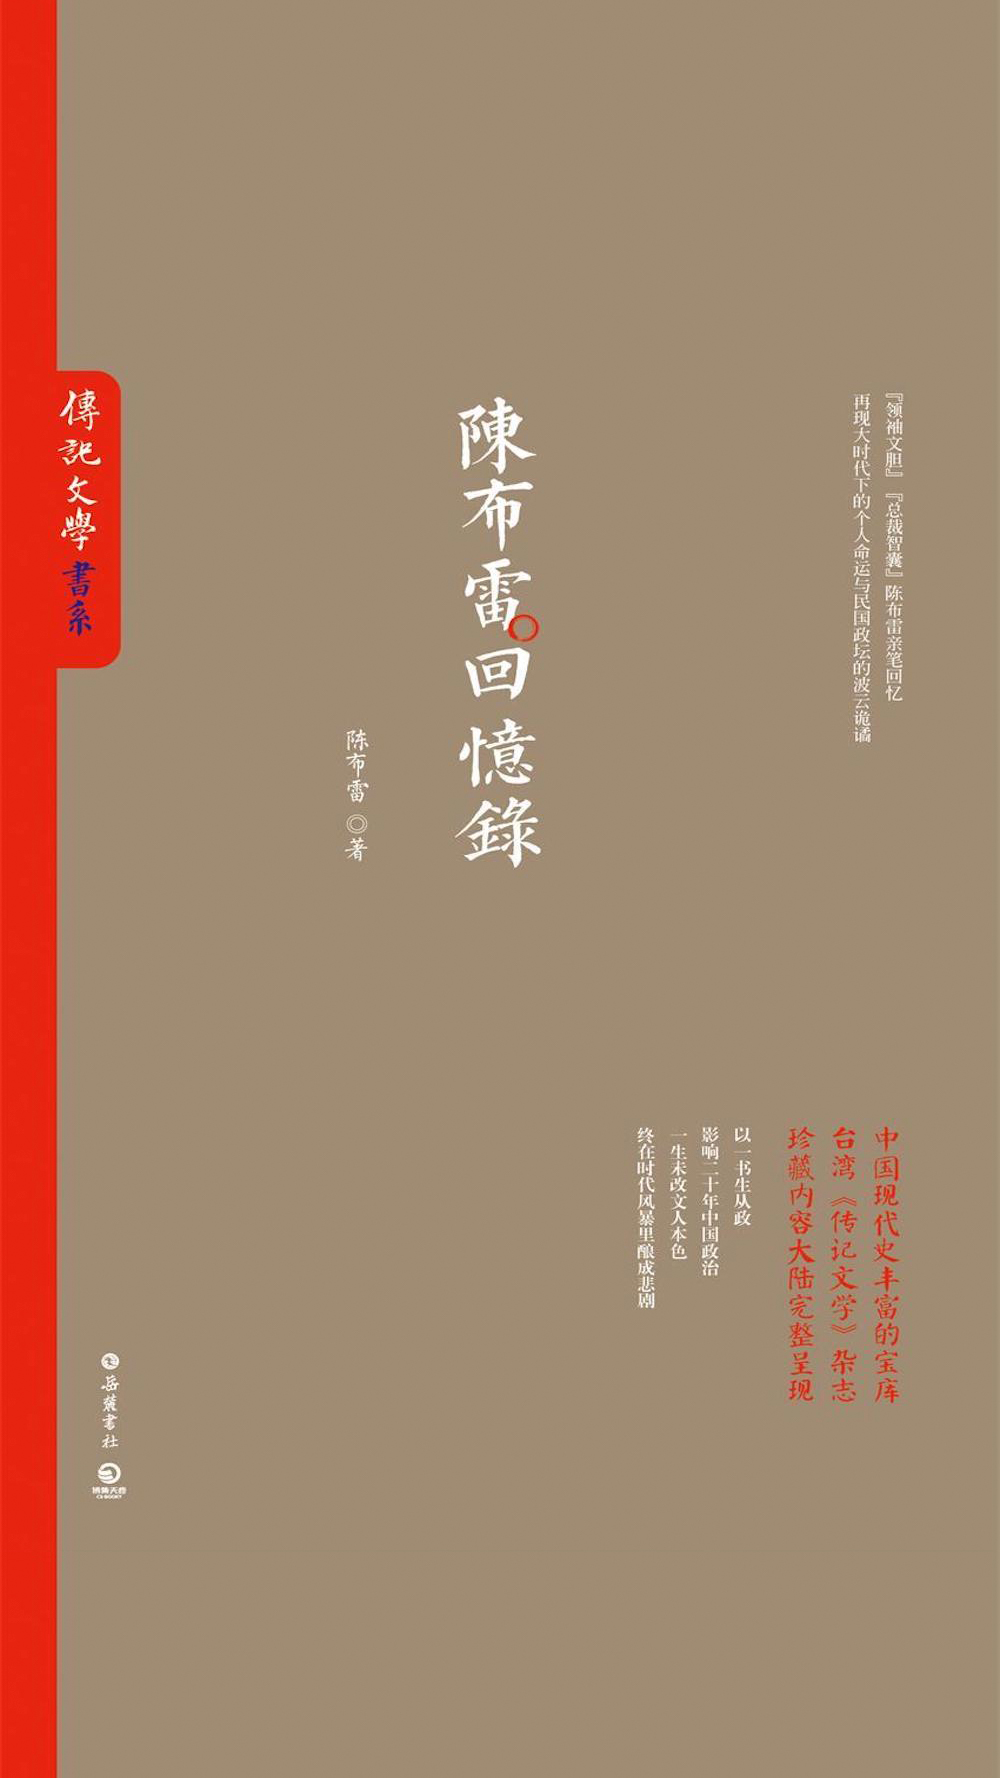 『领袖文胆』『总裁智囊』陈布雷亲笔回忆
再现大时代下的个人命运与民国政坛的波云诡谲
陳布雷回憶錄
陈布雷◎著
傳記文學書系
中国现代史丰富的宝库
台湾《传记文学》杂志
珍藏内容大陆完整呈现
以一书生从政
影响二十年中国政治
一生未改文人本色
终在时代风暴里酿成悲剧
岳麓書社
博集天卷
CS-BOOKY